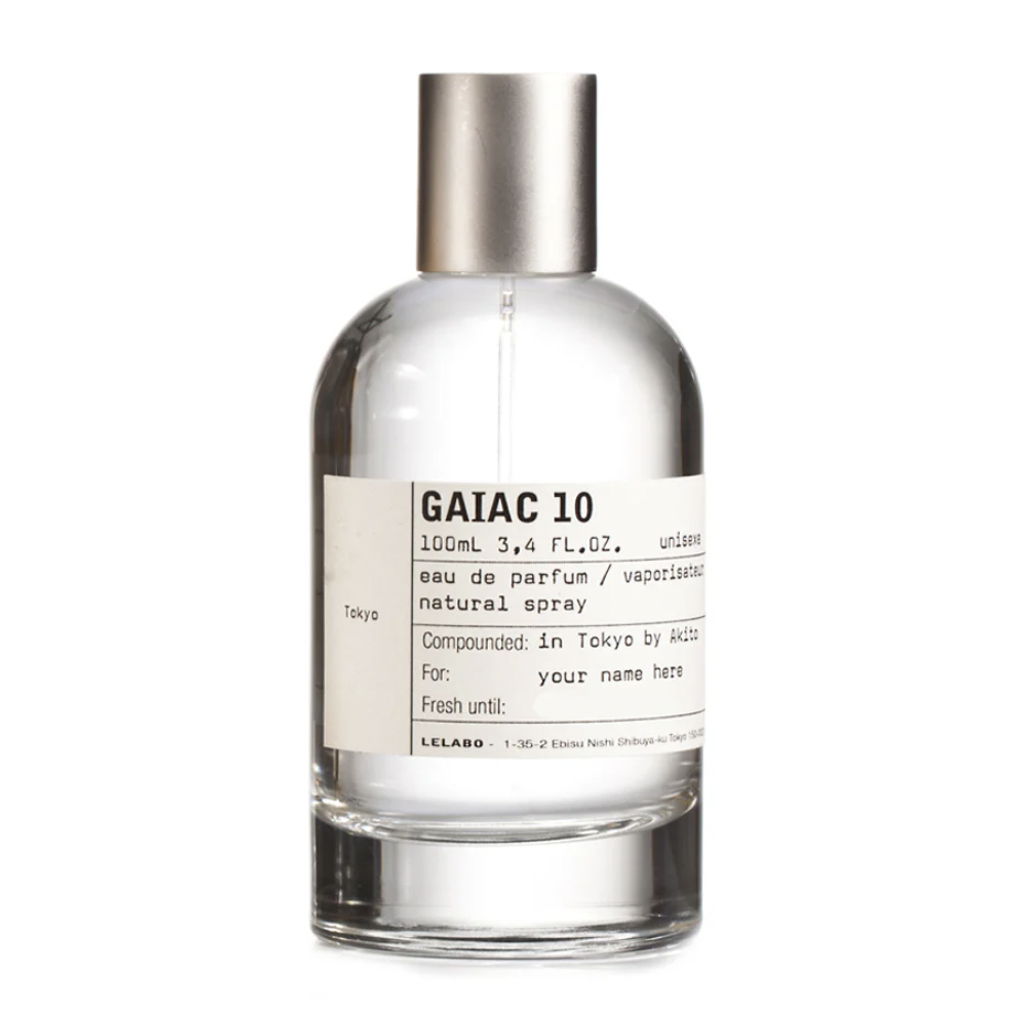 GAIAC 10
100mL 3,4 FL.OZ. unisexe
eau de parfum / vaporisateur
natural spray
Tokyo
Compounded: in Tokyo by Akito
For: your name here
Fresh until:
LELABO - 1-35-2 Ebisu Nishi Shibuya-ku Tokyo